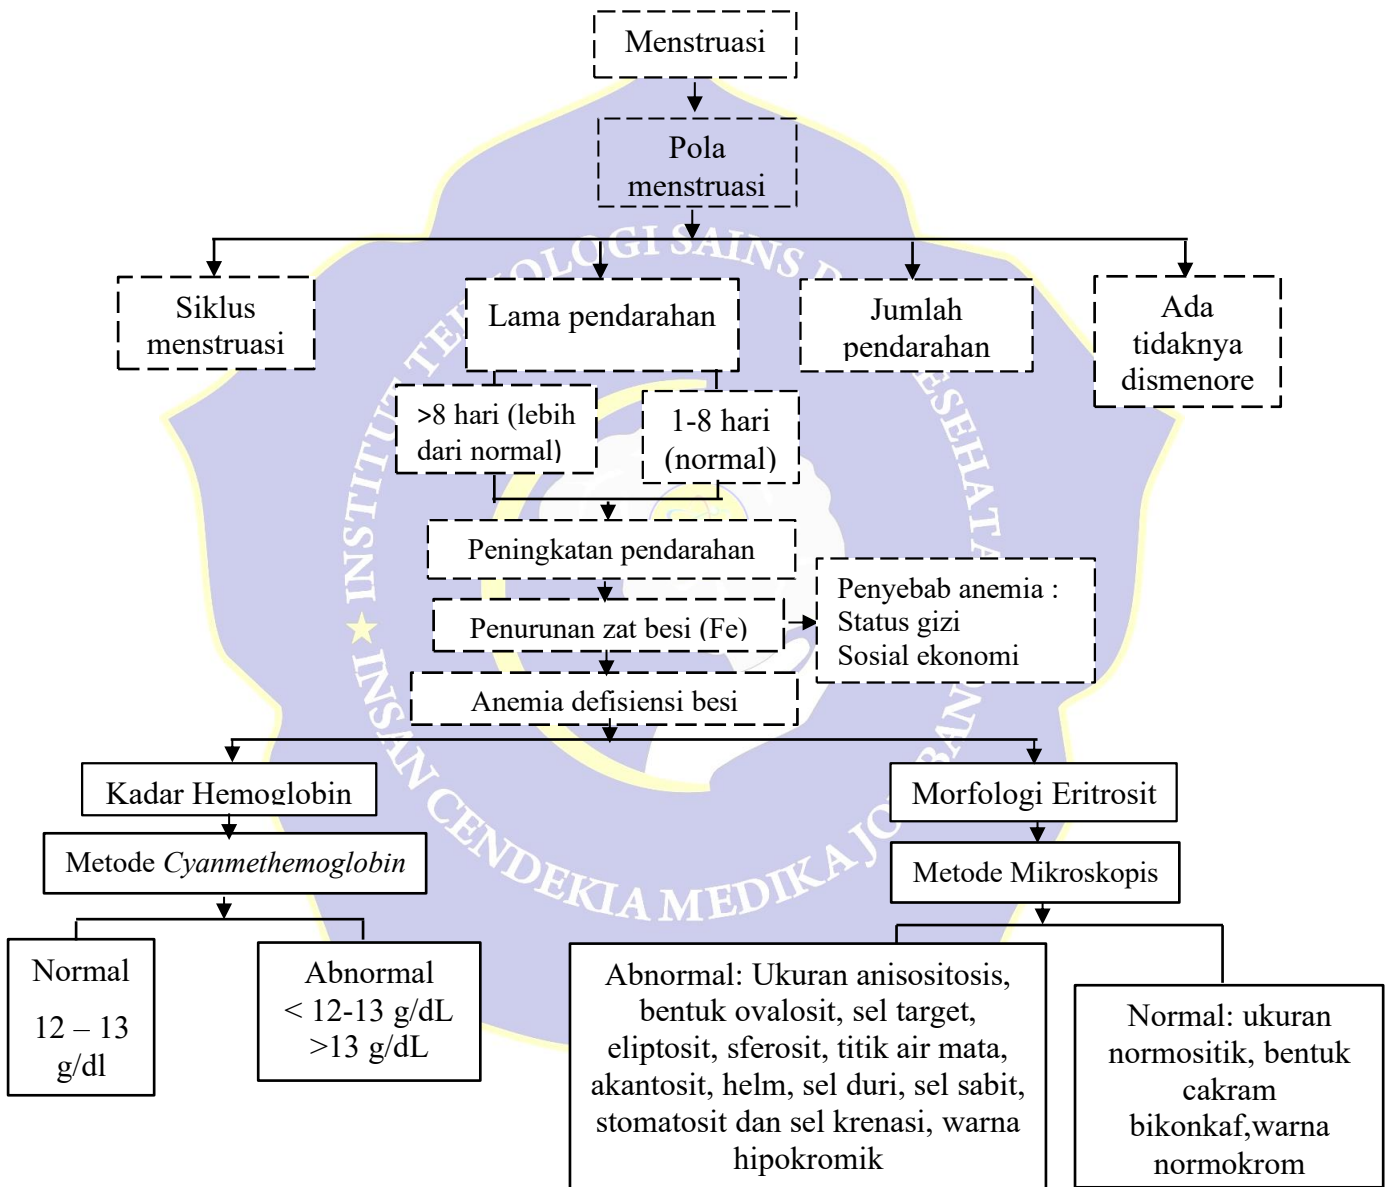 Menstruasi
Pola
menstruasi
Siklus
menstruasi
Lama pendarahan
Jumlah
pendarahan
Ada
tidaknya
dismenore
>8 hari (lebih
dari normal)
1-8 hari
(normal)
Peningkatan pendarahan
Penurunan zat besi (Fe)
Penyebab anemia :
Status gizi
Sosial ekonomi
Anemia defisiensi besi
Kadar Hemoglobin
Morfologi Eritrosit
Metode Cyanmethemoglobin
Metode Mikroskopis
Normal
12 – 13
g/dl
Abnormal
< 12-13 g/dL
>13 g/dL
Abnormal: Ukuran anisositosis,
bentuk ovalosit, sel target,
eliptosit, sferosit, titik air mata,
akantosit, helm, sel duri, sel sabit,
stomatosit dan sel krenasi, warna
hipokromik
Normal: ukuran
normositik, bentuk
cakram
bikonkaf,warna
normokrom
INSTITUT SAINS
INSAN CENDEKIA MEDIKA